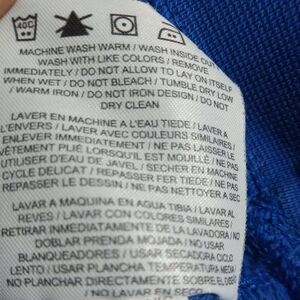 40C
MACHINE WASH WARM / WASH INSIDE OUT
WASH WITH LIKE COLORS / REMOVE
IMMEDIATELY / DO NOT ALLOW TO LAY ON ITSELF
WHEN WET / DO NOT BLEACH / TUMBLE DRY LOW
/ WARM IRON / DO NOT IRON DESIGN / DO NOT
DRY CLEAN
LAVER EN MACHINE A L'EAU TIEDE / LAVER A
L'ENVERS / LAVER AVEC COULEURS SIMILAIRES /
ENLEVER IMMEDIATEMENT / NE PAS LAISSER LE
VÊTEMENT PLIÉ LORSQU'IL EST MOUILLÉ / NE PAS
UTILISER D'EAU DE JAVEL / SECHER EN MACHINE
CYCLE DELICAT / REPASSER TIEDE / NE PAS
REPASSER LE DESSIN / NE PAS NETTOYER A SEC
LAVAR A MAQUINA EN AGUA TIBIA / LAVAR AL
REVES / LAVAR CON COLORES SIMILARES /
RETIRAR INMEDIATAMENTE DE LA LAVADORA / NO
DOBLAR PRENDA MOJADA / NO USAR
BLANQUEADORES / USAR SECADORA CICLO
LENTO / USAR PLANCHA TEMPERATURA MEDIA /
NO PLANCHAR DIRECTAMENTE SOBRE EL